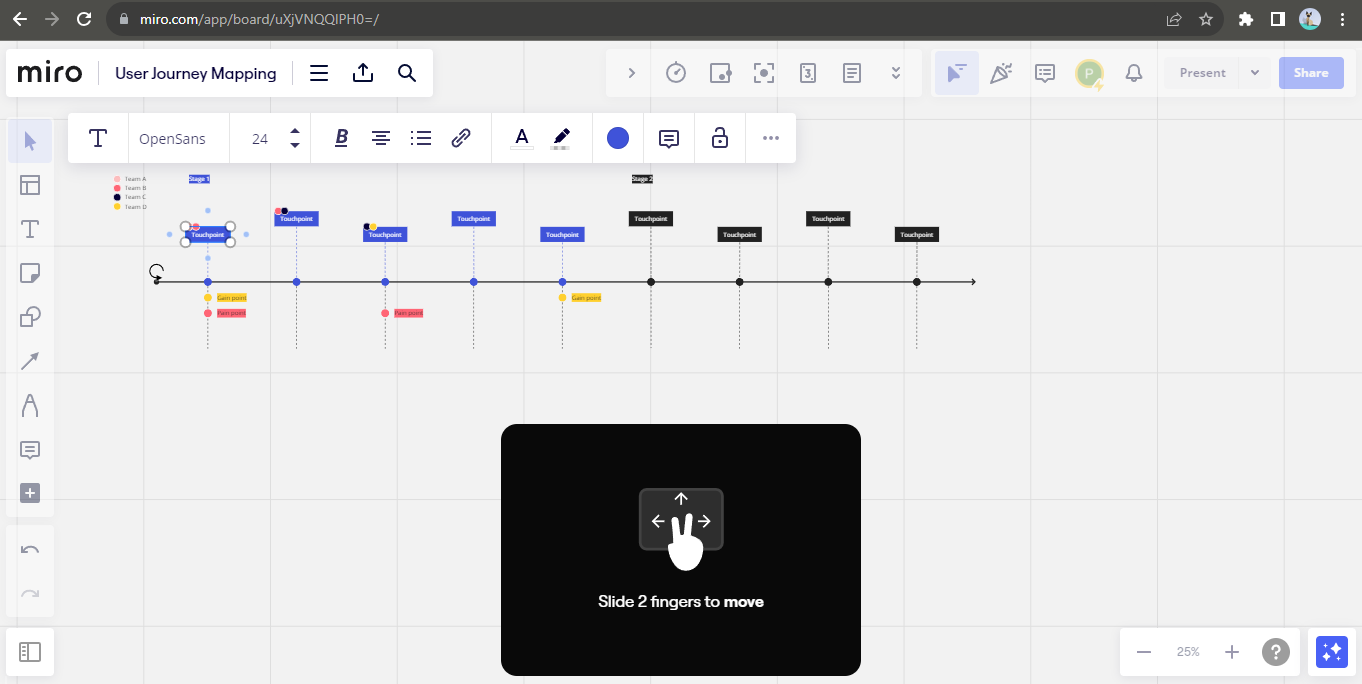 miro.com/app/board/uXjVNQQIPH0=/
miro
User Journey Mapping
3
P
Present
Share
OpenSans
24
B
A
Team A
Team B
Team C
Team D
Stage 1
Stage 2
Touchpoint
Touchpoint
Touchpoint
Touchpoint
Touchpoint
Touchpoint
Touchpoint
Touchpoint
Touchpoint
Gain point
Gain point
Pain point
Pain point
Slide 2 fingers to move
25%
?